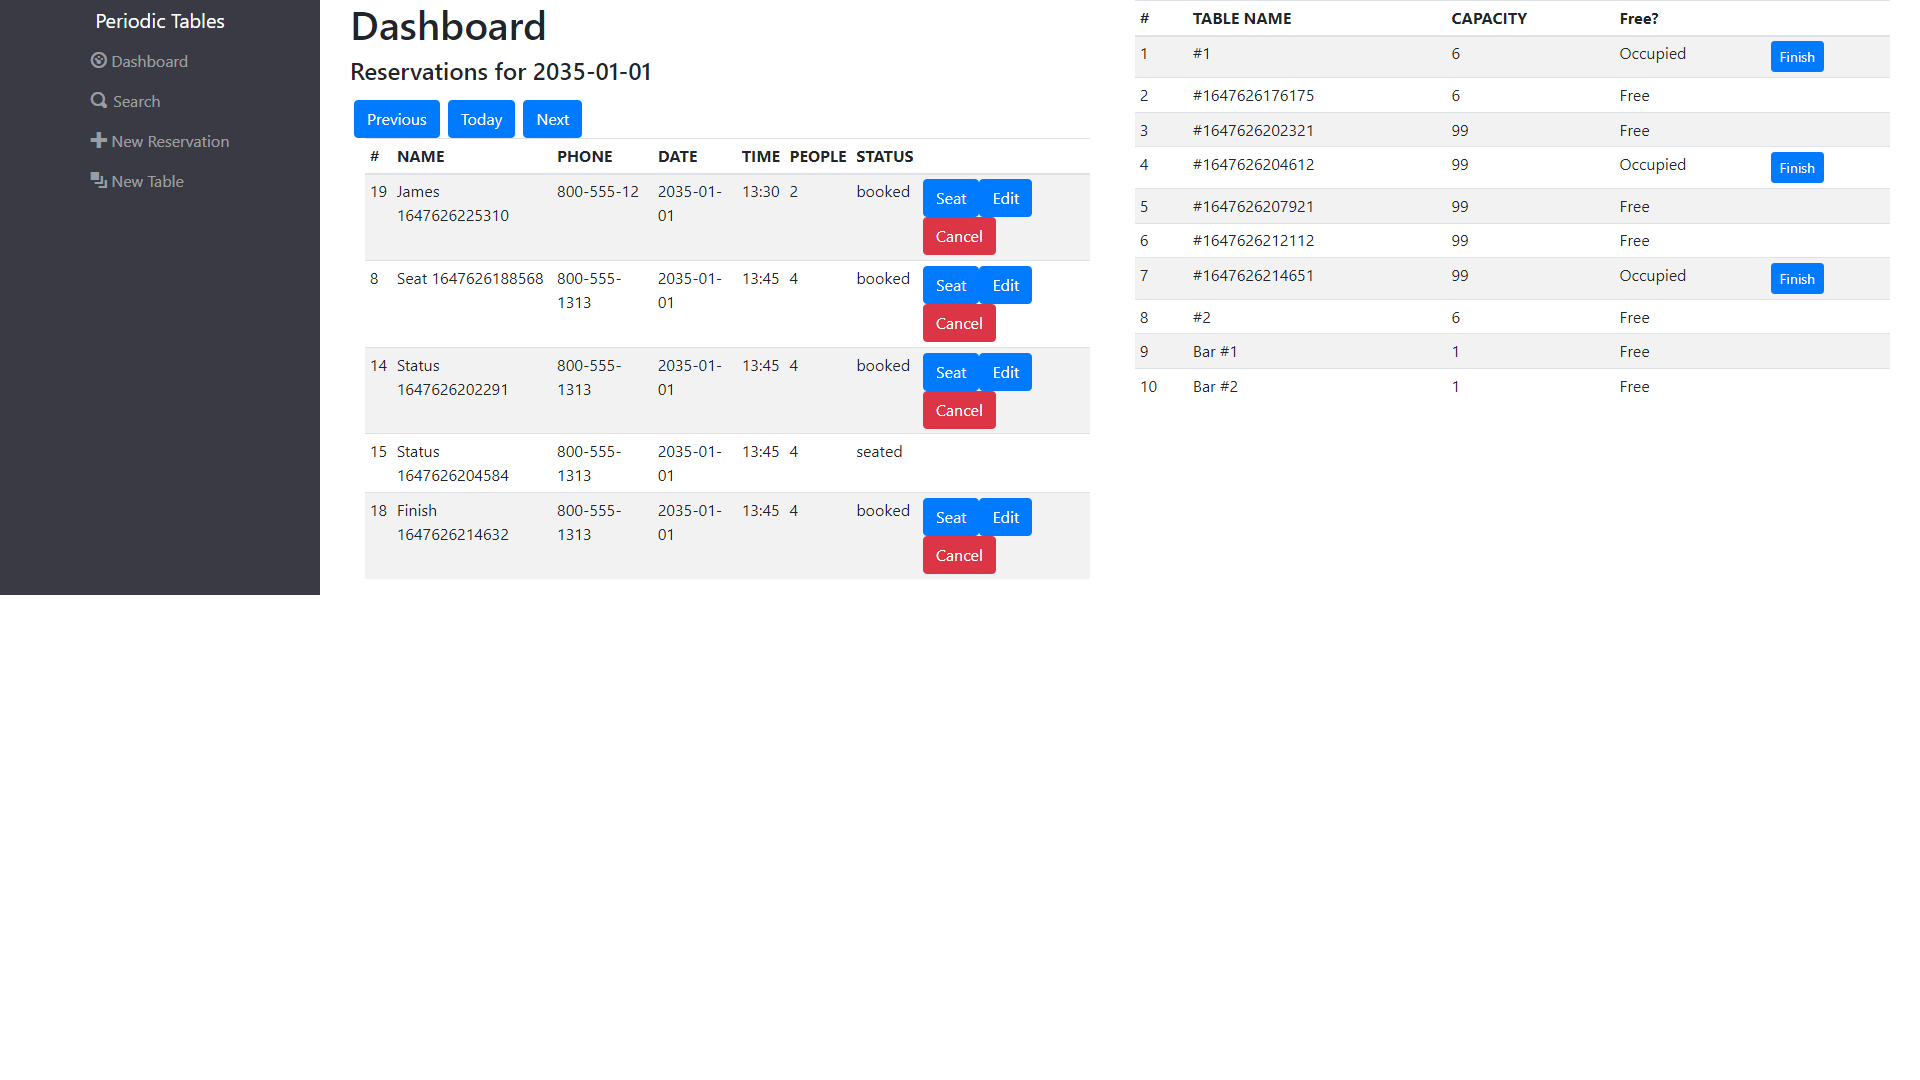 Periodic Tables
Dashboard
Search
New Reservation
New Table
Dashboard
Reservations for 2035-01-01
Previous Today Next
# NAME PHONE DATE TIME PEOPLE STATUS
19 James 800-555-12 2035-01- 13:30 2 booked Seat Edit
1647626225310 01
Cancel
8 Seat 1647626188568 800-555- 2035-01- 13:45 4 booked Seat Edit
1313 01
Cancel
14 Status 800-555- 2035-01- 13:45 4 booked Seat Edit
1647626202291 1313 01
Cancel
15 Status 800-555- 2035-01- 13:45 4 seated
1647626204584 1313 01
18 Finish 800-555- 2035-01- 13:45 4 booked Seat Edit
1647626214632 1313 01
Cancel
# TABLE NAME CAPACITY Free?
1 #1 6 Occupied Finish
2 #1647626176175 6 Free
3 #1647626202321 99 Free
4 #1647626204612 99 Occupied Finish
5 #1647626207921 99 Free
6 #1647626212112 99 Free
7 #1647626214651 99 Occupied Finish
8 #2 6 Free
9 Bar #1 1 Free
10 Bar #2 1 Free